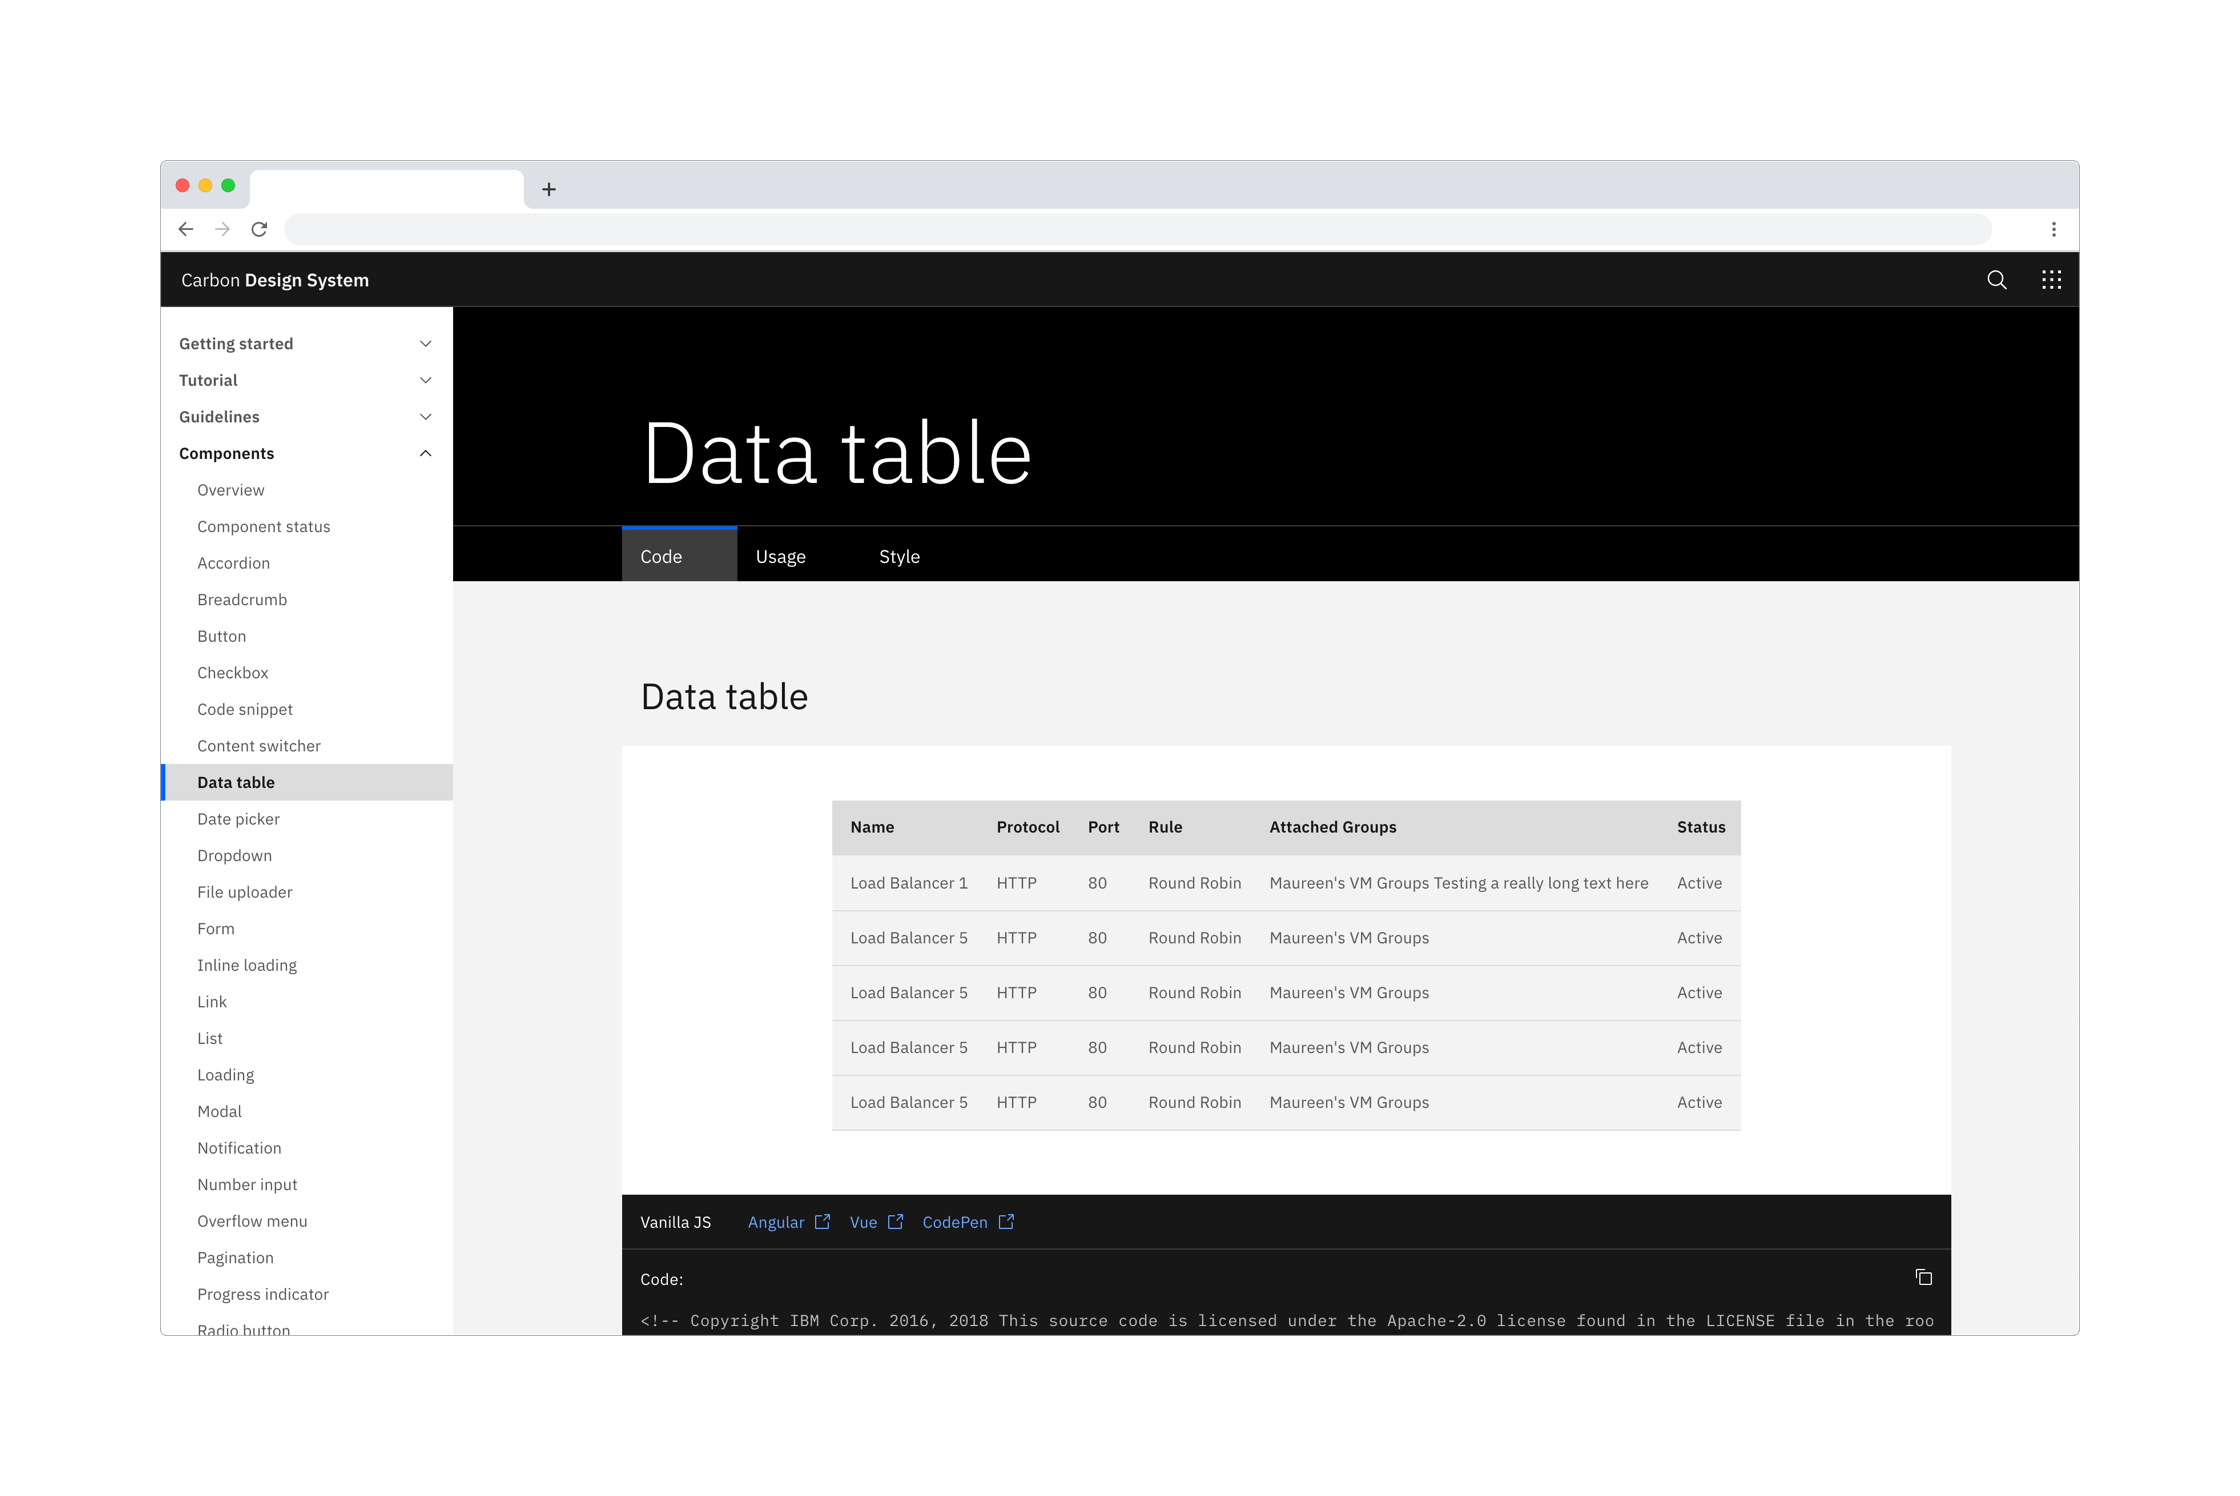 Carbon Design System
Getting started
Tutorial
Guidelines
Components
Overview
Component status
Accordion
Breadcrumb
Button
Checkbox
Code snippet
Content switcher
Data table
Date picker
Dropdown
File uploader
Form
Inline loading
Link
List
Loading
Modal
Notification
Number input
Overflow menu
Pagination
Progress indicator
Radio button
Data table
Code Usage Style
Data table
Name Protocol Port Rule Attached Groups Status
Load Balancer 1 HTTP 80 Round Robin Maureen's VM Groups Testing a really long text here Active
Load Balancer 5 HTTP 80 Round Robin Maureen's VM Groups Active
Load Balancer 5 HTTP 80 Round Robin Maureen's VM Groups Active
Load Balancer 5 HTTP 80 Round Robin Maureen's VM Groups Active
Load Balancer 5 HTTP 80 Round Robin Maureen's VM Groups Active
Vanilla JS Angular Vue CodePen
Code:
<!-- Copyright IBM Corp. 2016, 2018 This source code is licensed under the Apache-2.0 license found in the LICENSE file in the roo